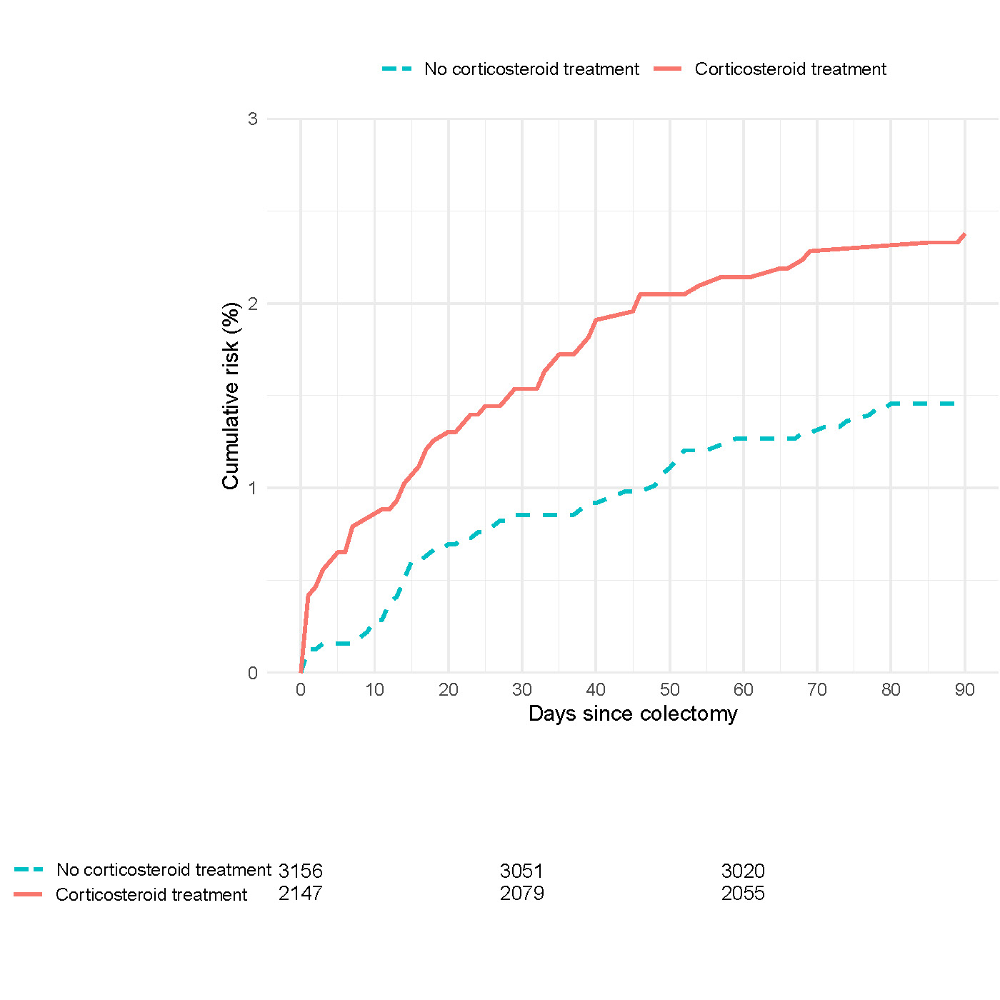 No corticosteroid treatment Corticosteroid treatment
3
2
1
0
Cumulative risk (%)
0 10 20 30 40 50 60 70 80 90
Days since colectomy
No corticosteroid treatment 3156 3051 3020
Corticosteroid treatment 2147 2079 2055